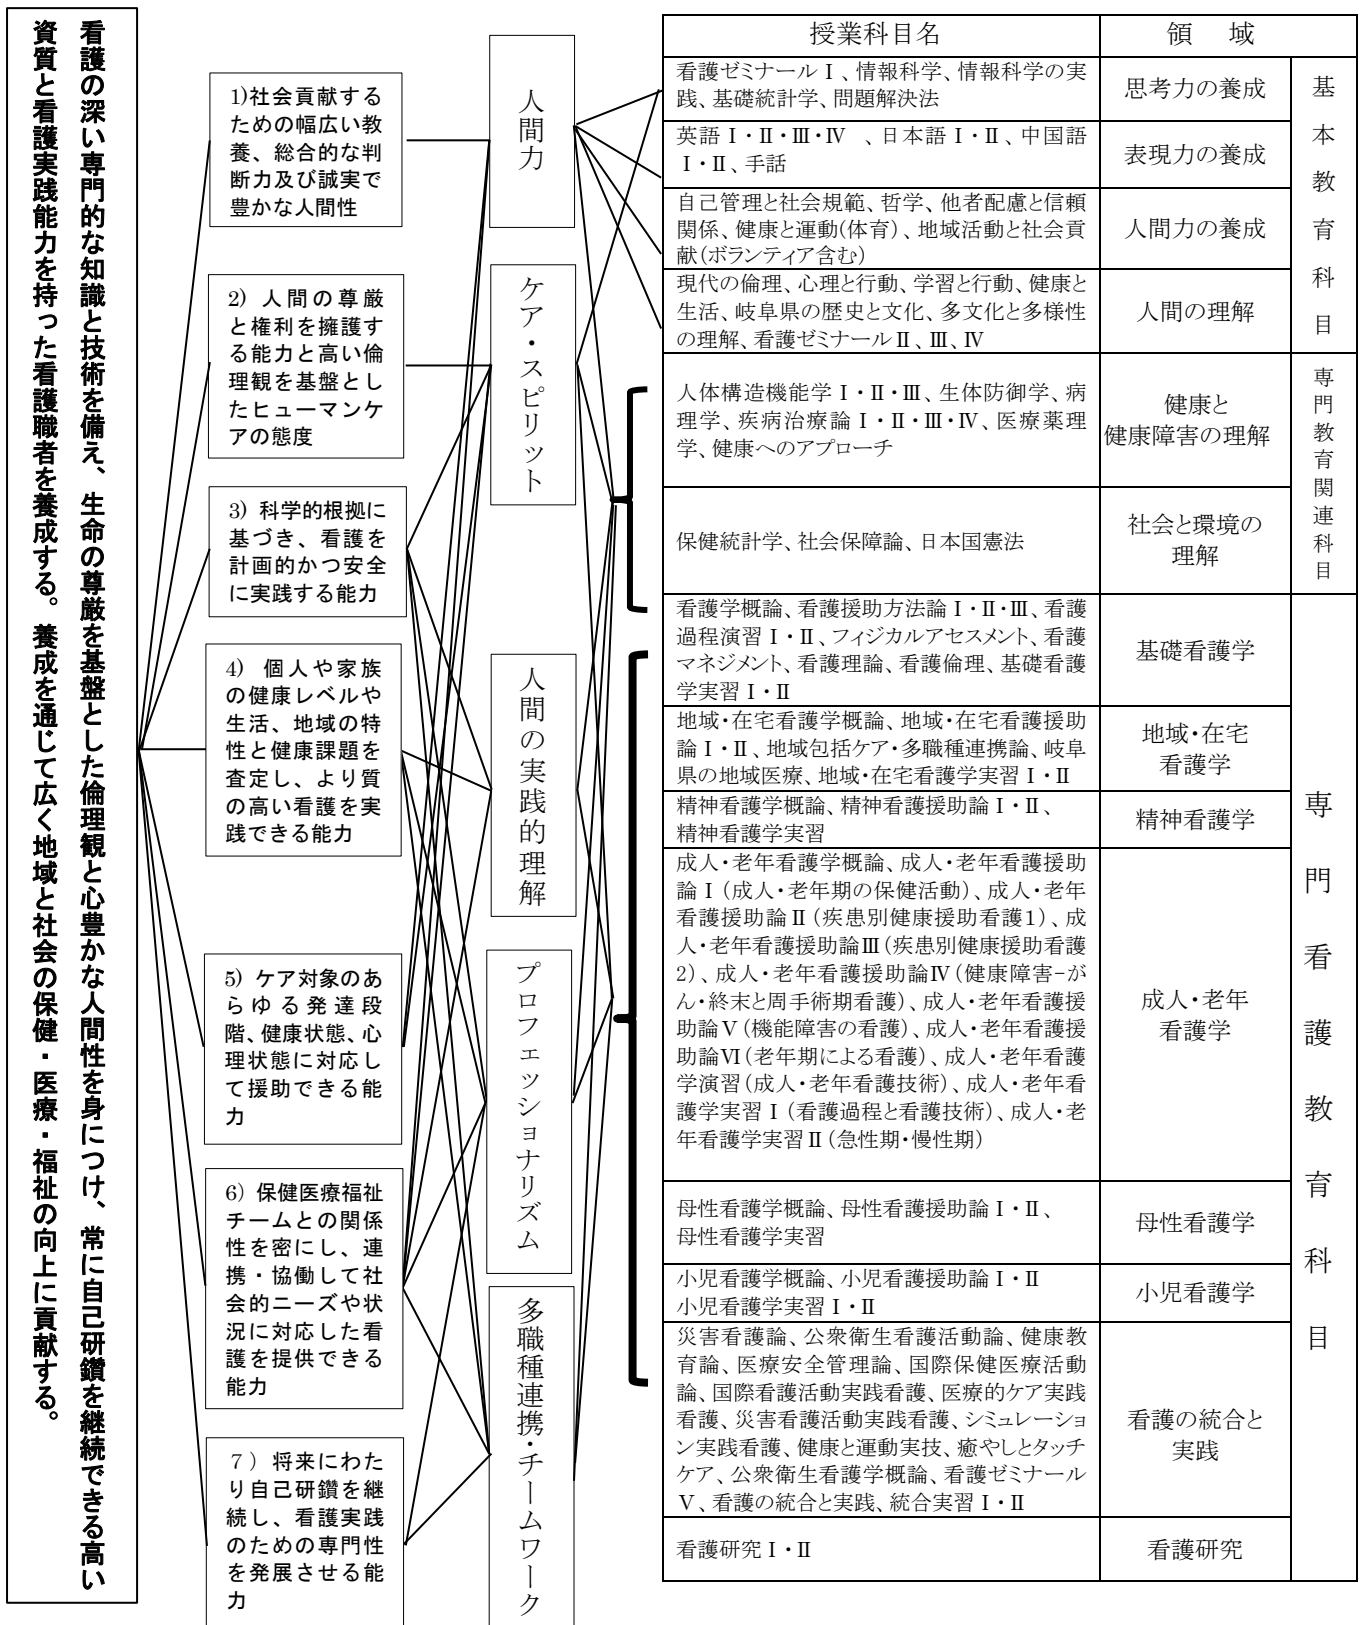 看護の深い専門的な知識と技術を備え、生命の尊厳を基盤とした倫理観と心豊かな人間性を身につけ、常に自己研鑽を継続できる高い
資質と看護実践能力を持った看護職者を養成する。養成を通じて広く地域と社会の保健・医療・福祉の向上に貢献する。
1)社会貢献する
ための幅広い教
養、総合的な判
断力及び誠実で
豊かな人間性
2) 人間の尊厳
と権利を擁護す
る能力と高い倫
理観を基盤とし
たヒューマンケ
アの態度
3) 科学的根拠に
基づき、看護を
計画的かつ安全
に実践する能力
4) 個人や家族
の健康レベルや
生活、地域の特
性と健康課題を
査定し、より質
の高い看護を実
践できる能力
5) ケア対象のあ
らゆる発達段
階、健康状態、心
理状態に対応し
て援助できる能
力
6) 保健医療福祉
チームとの関係
性を密にし、連
携・協働して社
会的ニーズや状
況に対応した看
護を提供できる
能力
7) 将来にわた
り自己研鑽を継
続し、看護実践
のための専門性
を発展させる能
力
人間力
ケア・スピリット
人間の実践的理解
プロフェッショナリズム
多職種連携・チームワーク
授業科目名
領 域
看護ゼミナールⅠ、情報科学、情報科学の実
践、基礎統計学、問題解決法
思考力の養成
英語Ⅰ・Ⅱ・Ⅲ・Ⅳ 、日本語Ⅰ・Ⅱ、中国語
Ⅰ・Ⅱ、手話
表現力の養成
自己管理と社会規範、哲学、他者配慮と信頼
関係、健康と運動(体育)、地域活動と社会貢
献(ボランティア含む)
人間力の養成
現代の倫理、心理と行動、学習と行動、健康と
生活、岐阜県の歴史と文化、多文化と多様性
の理解、看護ゼミナールⅡ、Ⅲ、Ⅳ
人間の理解
基本教育科目
人体構造機能学Ⅰ・Ⅱ・Ⅲ、生体防御学、病
理学、疾病治療論Ⅰ・Ⅱ・Ⅲ・Ⅳ、医療薬理
学、健康へのアプローチ
健康と
健康障害の理解
保健統計学、社会保障論、日本国憲法
社会と環境の
理解
専門教育関連科目
看護学概論、看護援助方法論Ⅰ・Ⅱ・Ⅲ、看護
過程演習Ⅰ・Ⅱ、フィジカルアセスメント、看護
マネジメント、看護理論、看護倫理、基礎看護
学実習Ⅰ・Ⅱ
基礎看護学
地域・在宅看護学概論、地域・在宅看護援助
論Ⅰ・Ⅱ、地域包括ケア・多職種連携論、岐阜
県の地域医療、地域・在宅看護学実習Ⅰ・Ⅱ
地域・在宅
看護学
精神看護学概論、精神看護援助論Ⅰ・Ⅱ、
精神看護学実習
精神看護学
成人・老年看護学概論、成人・老年看護援助
論Ⅰ(成人・老年期の保健活動)、成人・老年
看護援助論Ⅱ(疾患別健康援助看護1)、成
人・老年看護援助論Ⅲ(疾患別健康援助看護
2)、成人・老年看護援助論Ⅳ(健康障害-が
ん・終末と周手術期看護)、成人・老年看護援
助論Ⅴ(機能障害の看護)、成人・老年看護援
助論Ⅵ(老年期による看護)、成人・老年看護
学演習(成人・老年看護技術)、成人・老年看
護学実習Ⅰ(看護過程と看護技術)、成人・老
年看護学実習Ⅱ(急性期・慢性期)
成人・老年
看護学
母性看護学概論、母性看護援助論Ⅰ・Ⅱ、
母性看護学実習
母性看護学
小児看護学概論、小児看護援助論Ⅰ・Ⅱ
小児看護学実習Ⅰ・Ⅱ
小児看護学
災害看護論、公衆衛生看護活動論、健康教
育論、医療安全管理論、国際保健医療活動
論、国際看護活動実践看護、医療的ケア実践
看護、災害看護活動実践看護、シミュレーショ
ン実践看護、健康と運動実技、癒やしとタッチ
ケア、公衆衛生看護学概論、看護ゼミナール
Ⅴ、看護の統合と実践、統合実習Ⅰ・Ⅱ
看護の統合と
実践
看護研究Ⅰ・Ⅱ
看護研究
専門看護教育科目